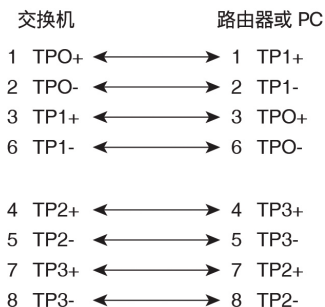 交换机 路由器或 PC
1 TPO+ 1 TP1+
2 TPO- 2 TP1-
3 TP1+ 3 TPO+
6 TP1- 6 TPO-
4 TP2+ 4 TP3+
5 TP2- 5 TP3-
7 TP3+ 7 TP2+
8 TP3- 8 TP2-